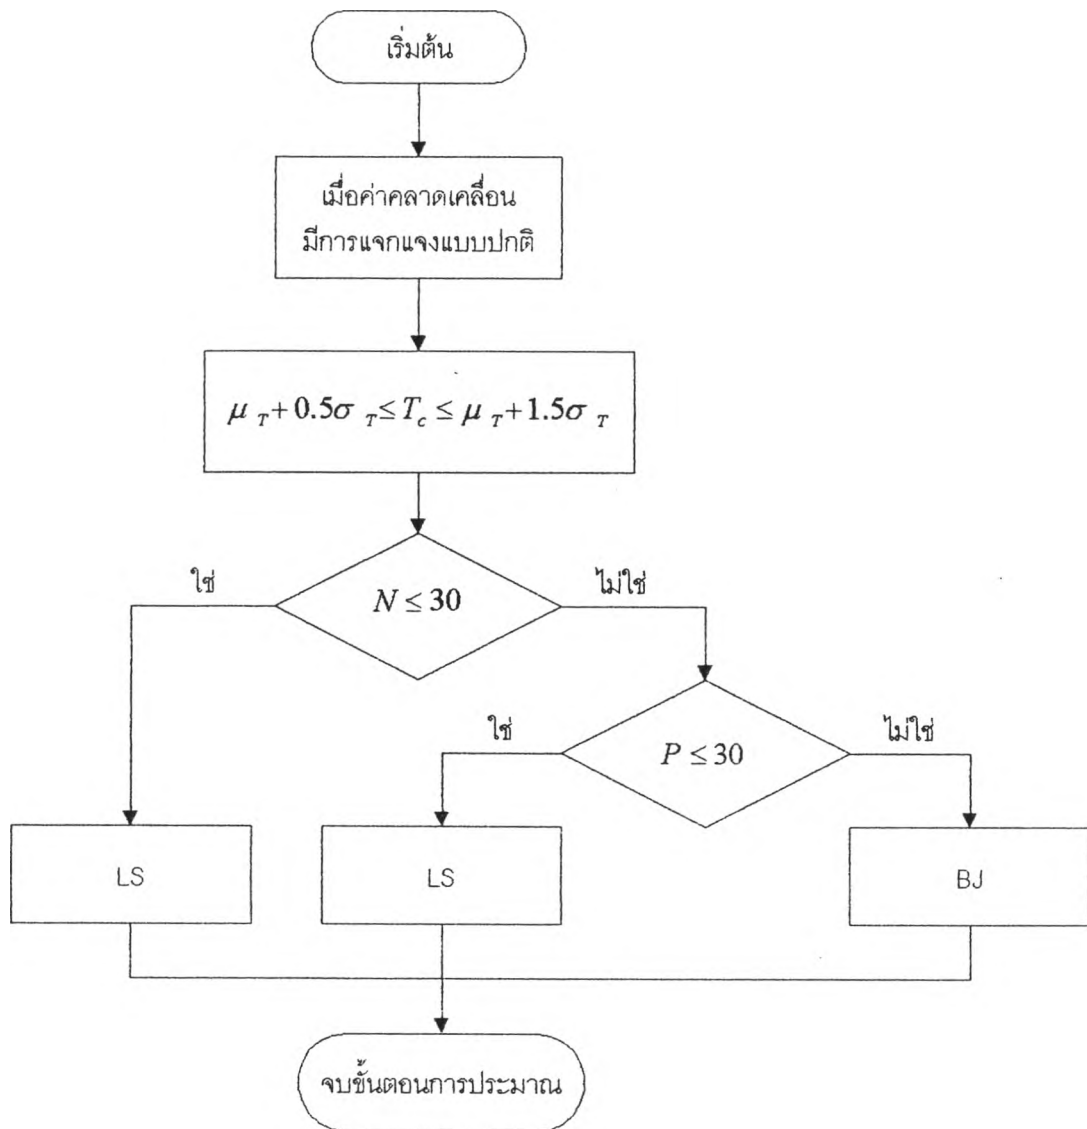 เริ่มต้น
เมื่อค่าคลาดเคลื่อน
มีการแจกแจงแบบปกติ
μ_T + 0.5σ_T ≤ T_c ≤ μ_T + 1.5σ_T
ใช่
N ≤ 30
ไม่ใช่
ใช่
P ≤ 30
ไม่ใช่
LS
LS
BJ
จบขั้นตอนการประมาณ